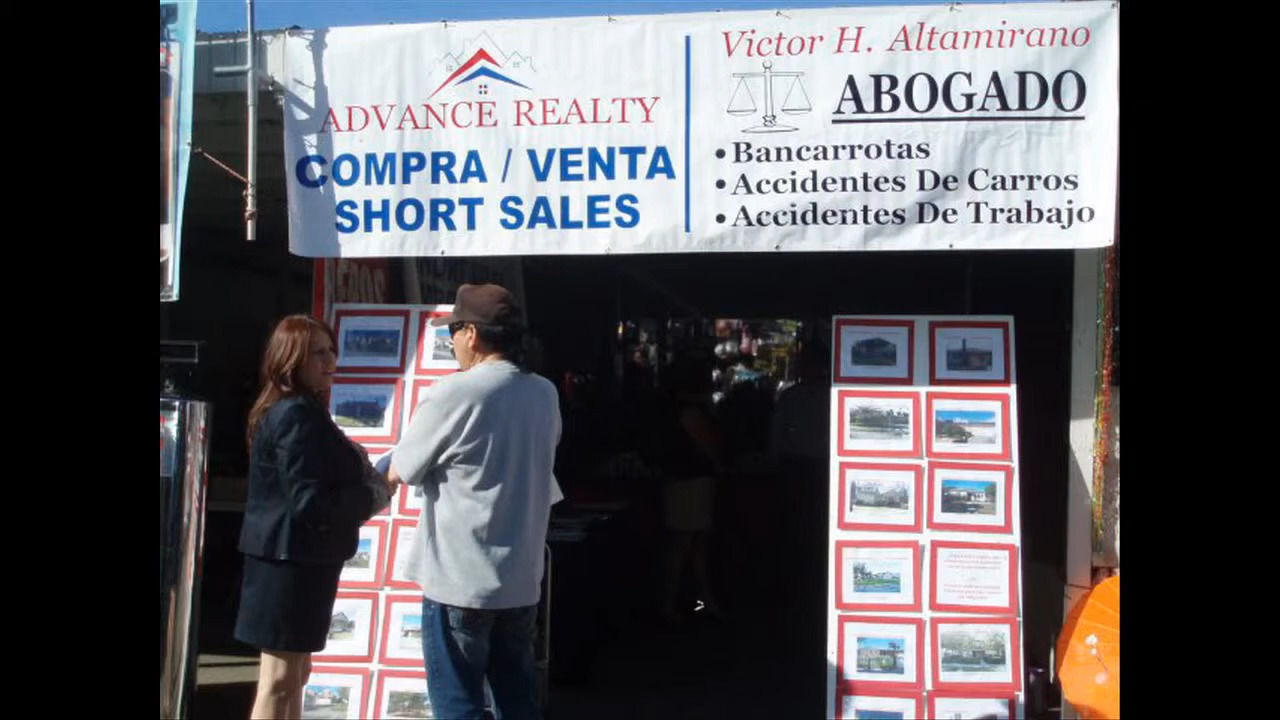 ADVANCE REALTY
COMPRA / VENTA
SHORT SALES
Victor H. Altamirano
ABOGADO
•Bancarrotas
•Accidentes De Carros
•Accidentes De Trabajo